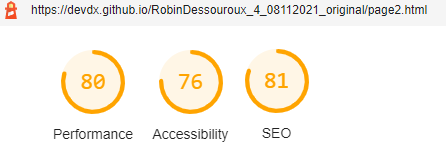 https://devdx.github.io/RobinDessouroux_4_08112021_original/page2.html
80 76 81
Performance Accessibility SEO